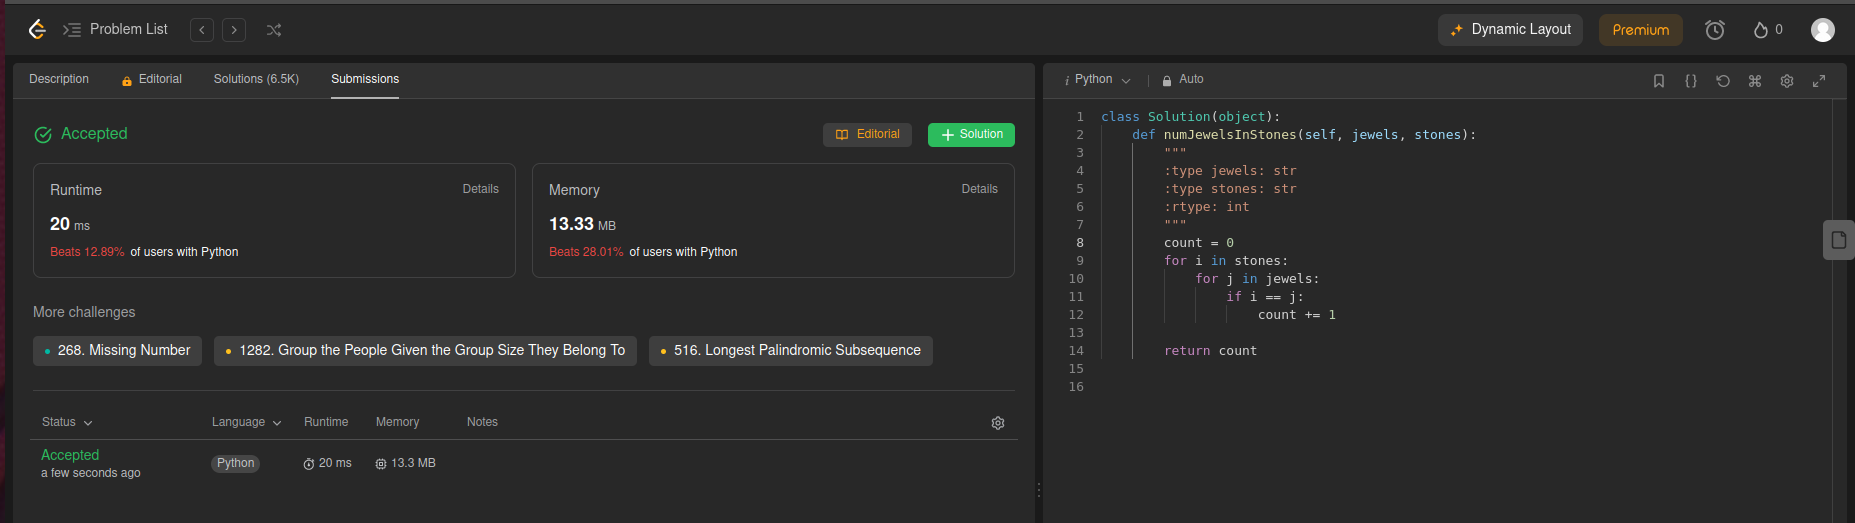 Problem List
Dynamic Layout
Premium
0
Description
Editorial
Solutions (6.5K)
Submissions
Accepted
Editorial
Solution
Runtime
Details
20 ms
Beats 12.89% of users with Python
Memory
Details
13.33 MB
Beats 28.01% of users with Python
More challenges
268. Missing Number
1282. Group the People Given the Group Size They Belong To
516. Longest Palindromic Subsequence
Status
Language
Runtime
Memory
Notes
Accepted
a few seconds ago
Python
20 ms
13.3 MB
i Python
Auto
1 class Solution(object):
2     def numJewelsInStones(self, jewels, stones):
3         """
4         :type jewels: str
5         :type stones: str
6         :rtype: int
7         """
8         count = 0
9         for i in stones:
10             for j in jewels:
11                 if i == j:
12                     count += 1
13
14         return count
15
16